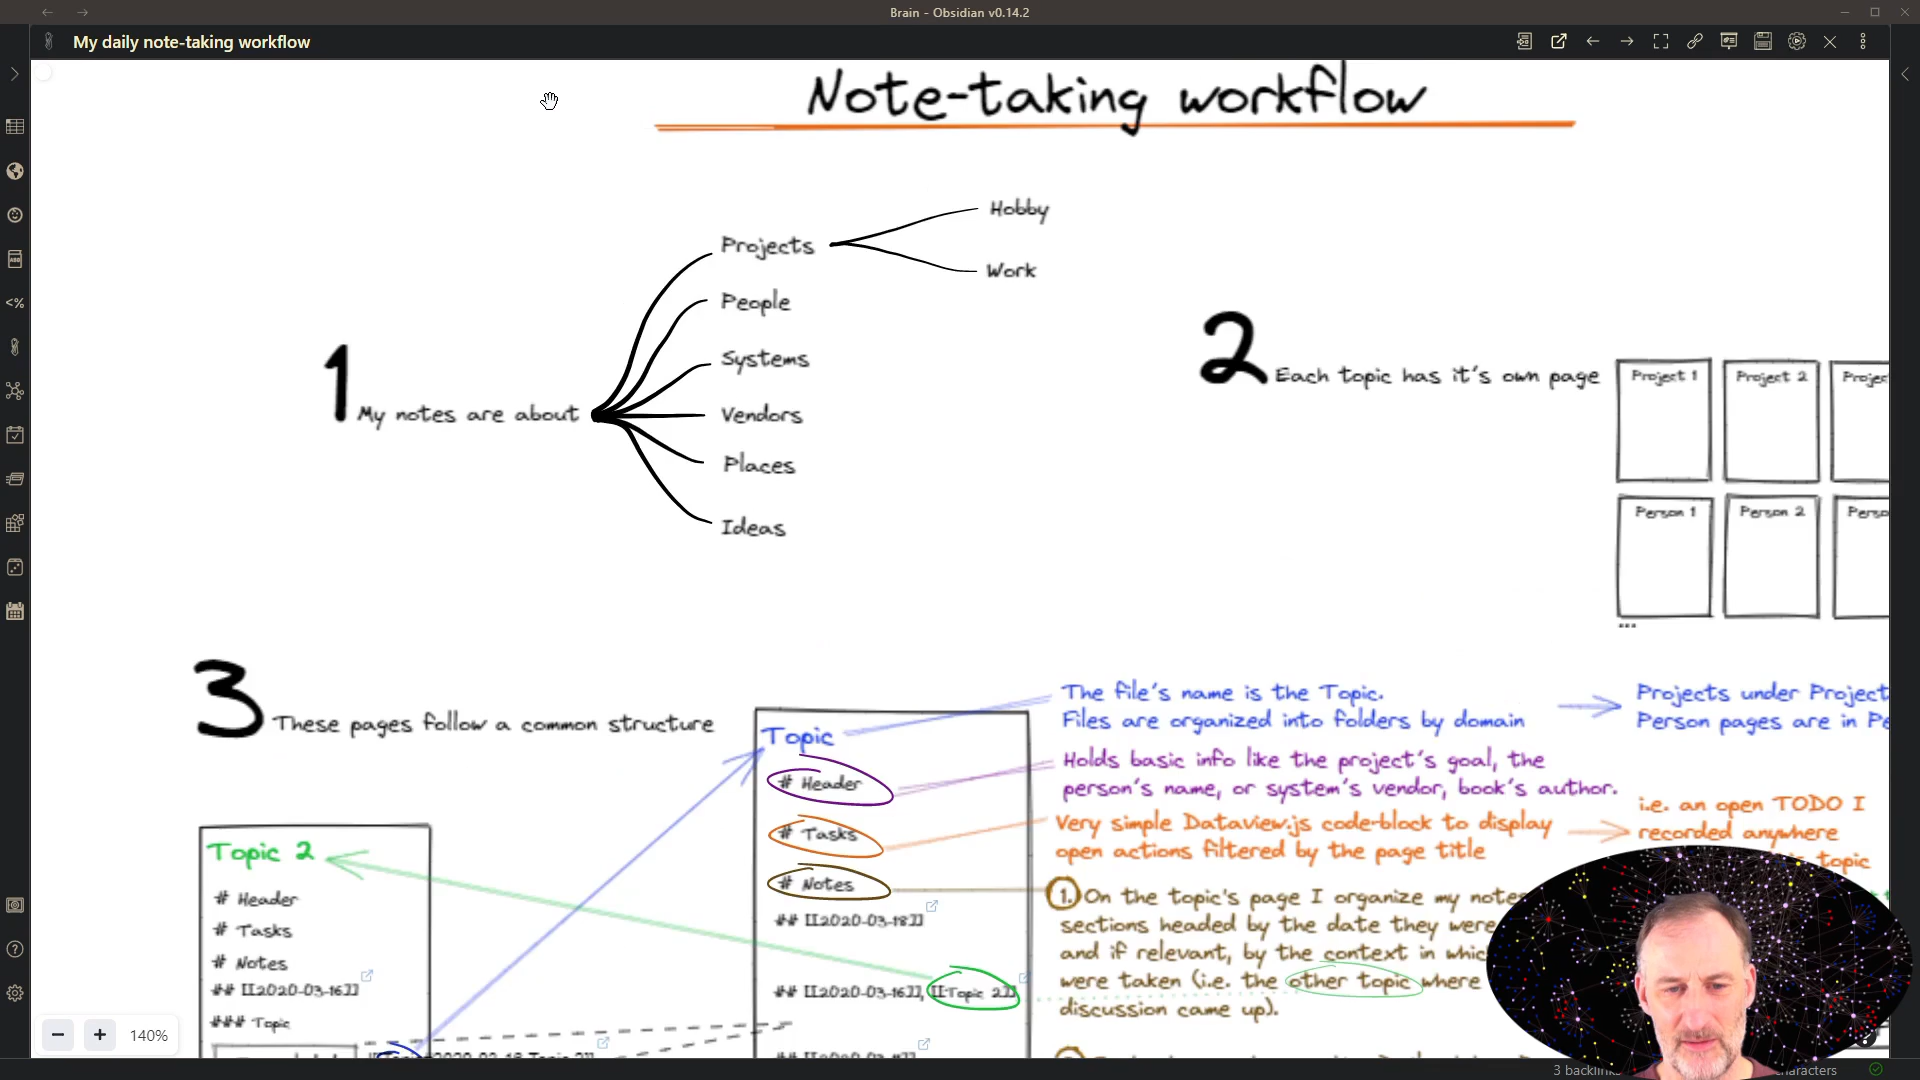 Brain - Obsidian v0.14.2
My daily note-taking workflow
Note-taking workflow
1 My notes are about
Projects
Hobby
Work
People
Systems
Vendors
Places
Ideas
2 Each topic has it's own page
Project 1
Project 2
Projec
Person 1
Person 2
Perso
...
3 These pages follow a common structure
Topic
# Header
# Tasks
# Notes
## [[2020-03-18]]
## [[2020-03-16]], [[Topic 2]]
The file's name is the Topic.
Files are organized into folders by domain
Projects under Project
Person pages are in Pe
Holds basic info like the project's goal, the
person's name, or system's vendor, book's author.
Very simple Dataview.js code-block to display
open actions filtered by the page title
i.e. an open TODO I
recorded anywhere
topic
1. On the topic's page I organize my note
sections headed by the date they were
and if relevant, by the context in whic
were taken (i.e. the other topic where
discussion came up).
Topic 2
# Header
# Tasks
# Notes
## [[2020-03-16]]
### Topic
140%
3 backlinks
characters